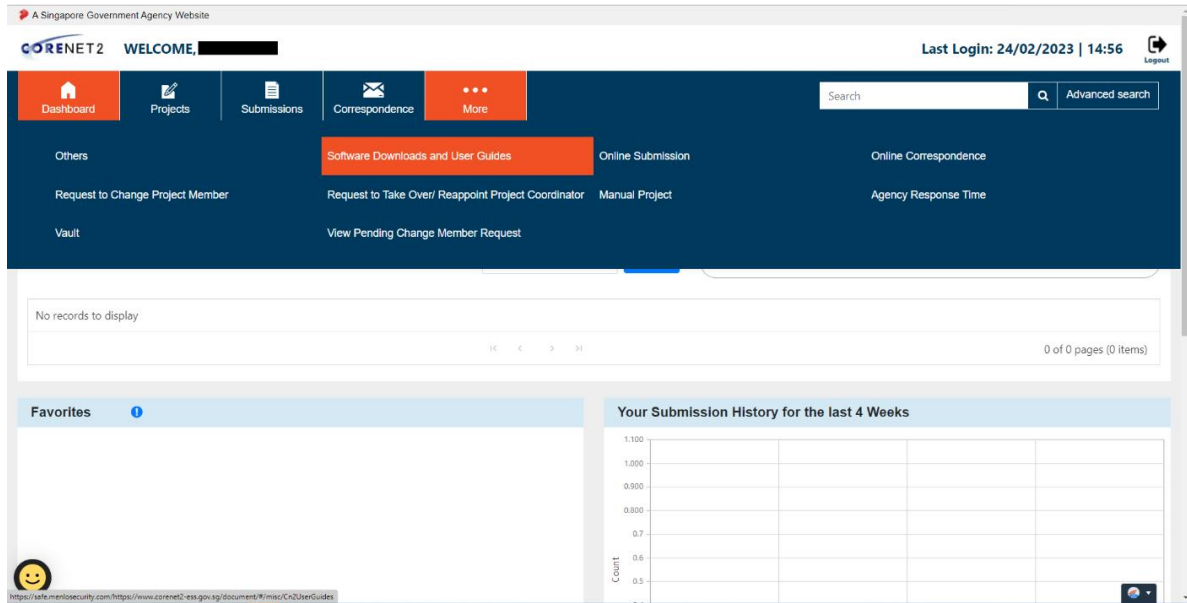 A Singapore Government Agency Website
CORENET2 WELCOME, Last Login: 24/02/2023 | 14:56
Logout
Dashboard Projects Submissions Correspondence More Search Advanced search
Others Software Downloads and User Guides Online Submission Online Correspondence
Request to Change Project Member Request to Take Over/ Reappoint Project Coordinator Manual Project Agency Response Time
Vault View Pending Change Member Request
No records to display
0 of 0 pages (0 items)
Favorites Your Submission History for the last 4 Weeks
1.100
1.000
0.900
0.800
0.7
0.6
Count
0.5
https://safe.menlosecurity.com/https://www.corenet2-ess.gov.sg/document/#/misc/Cn2UserGuides